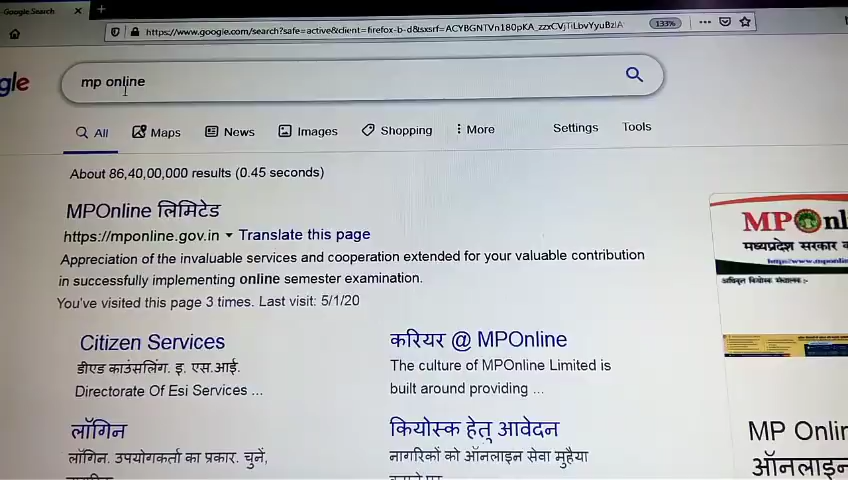 Google Search
https://www.google.com/search?safe=active&client=firefox-b-d&sxsrf=
133%
gle
mp online
All
Maps
News
Images
Shopping
More
Settings
Tools
About 86,40,00,000 results (0.45 seconds)
MPOnline लिमिटेड
https://mponline.gov.in Translate this page
Appreciation of the invaluable services and cooperation extended for your valuable contribution
in successfully implementing online semester examination.
You've visited this page 3 times. Last visit: 5/1/20
Citizen Services
डीएड काउंसलिंग. इ. एस.आई.
Directorate Of Esi Services ...
करियर @ MPOnline
The culture of MPOnline Limited is
built around providing ...
लॉगिन
लॉगिन. उपयोगकर्ता का प्रकार. चुनें,
कियोस्क हेतु आवेदन
नागरिकों को ऑनलाइन सेवा मुहैया
MP Onl
मध्यप्रदेश सरकार
MP Onlin
ऑनलाइन